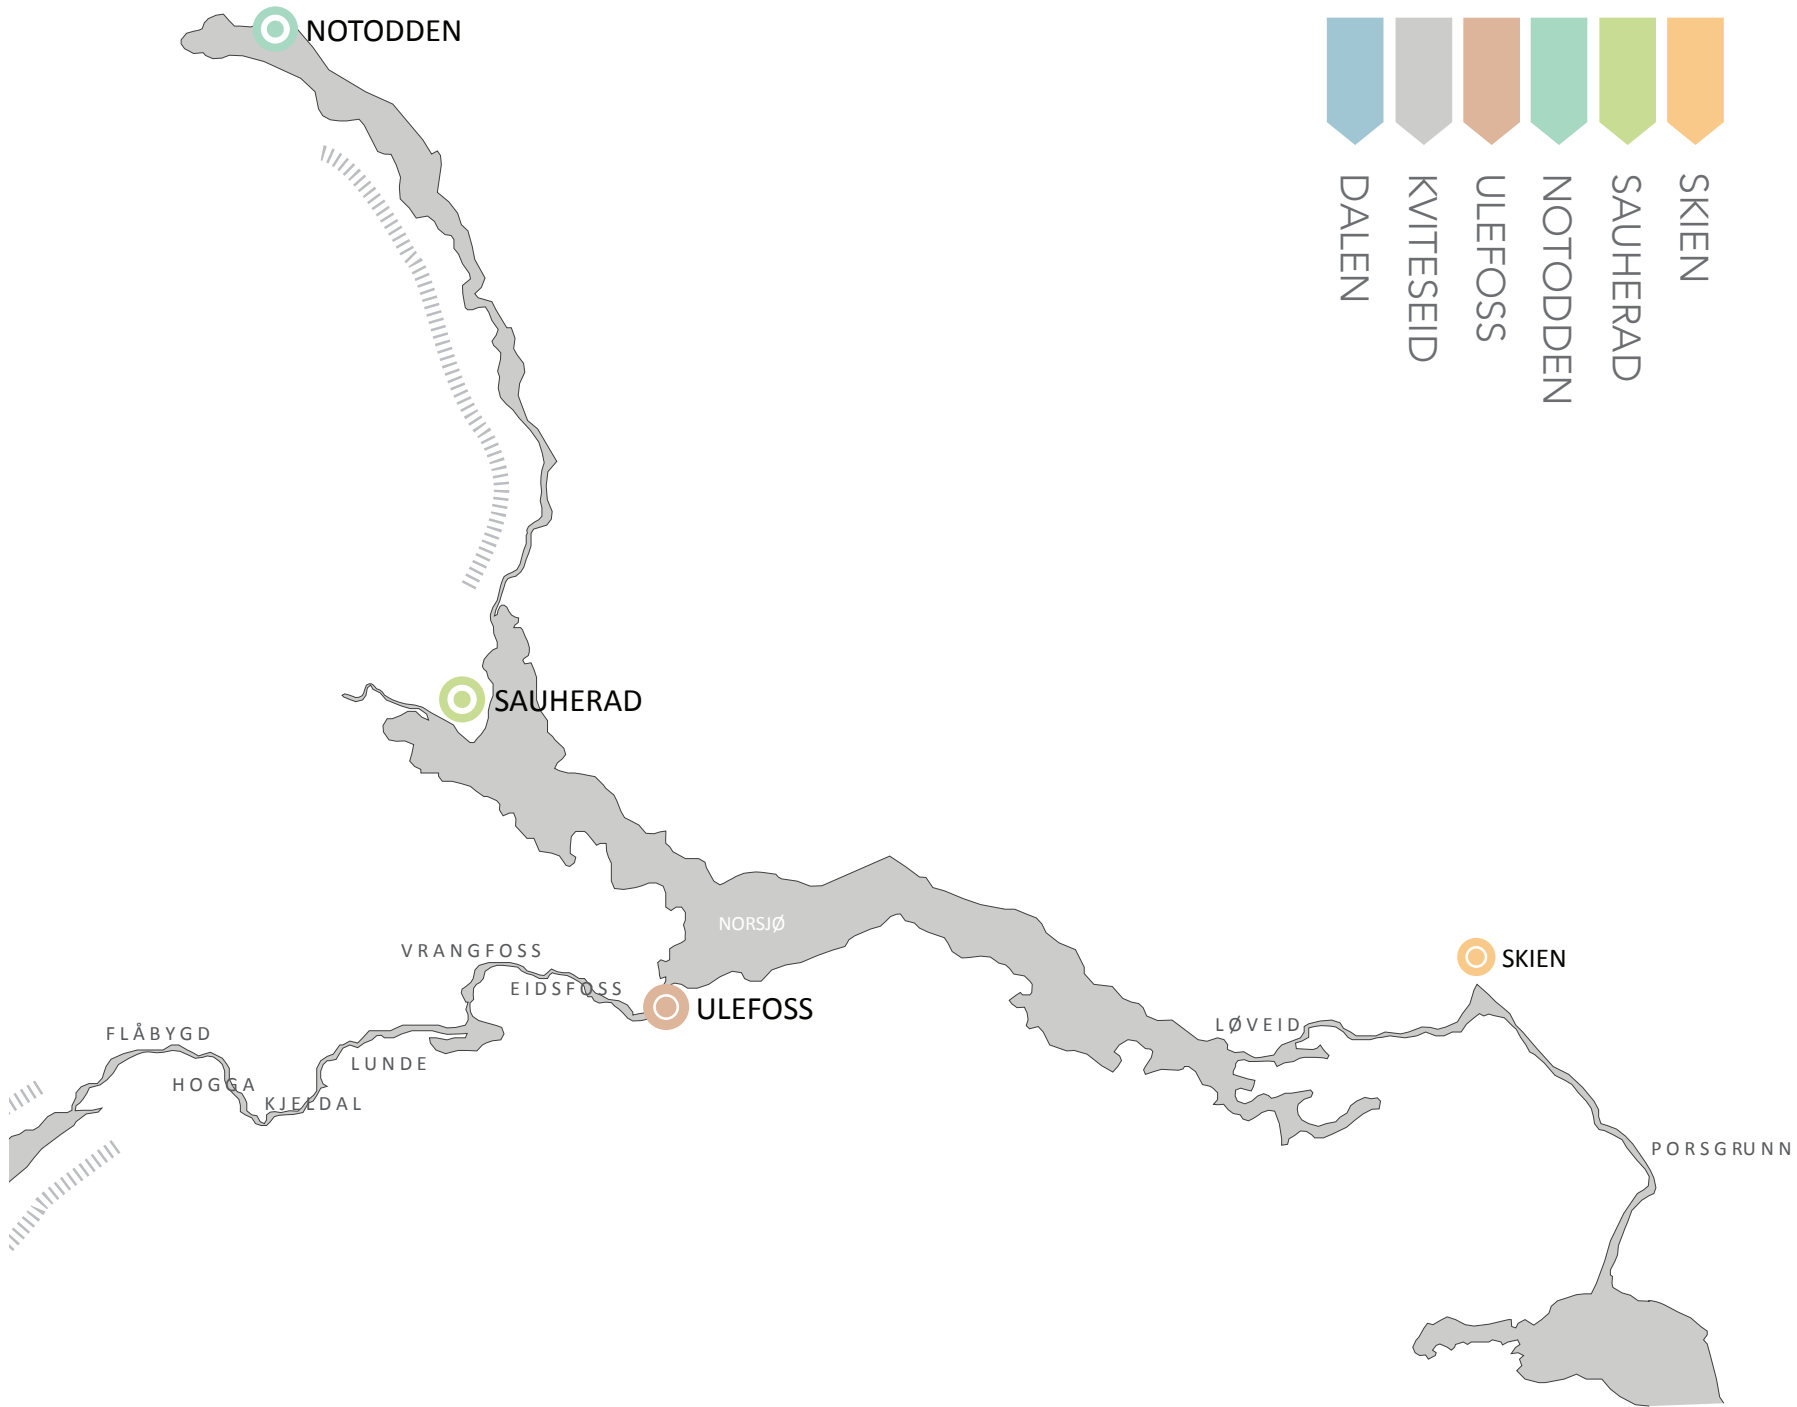 NOTODDEN
DALEN
KVITESEID
ULEFOSS
NOTODDEN
SAUHERAD
SKIEN
SAUHERAD
NORSJØ
VRANGFOSS
EIDSFOSS
SKIEN
ULEFOSS
LØVEID
FLÅBYGD
LUNDE
HOGGA
KJELDAL
PORSGRUNN